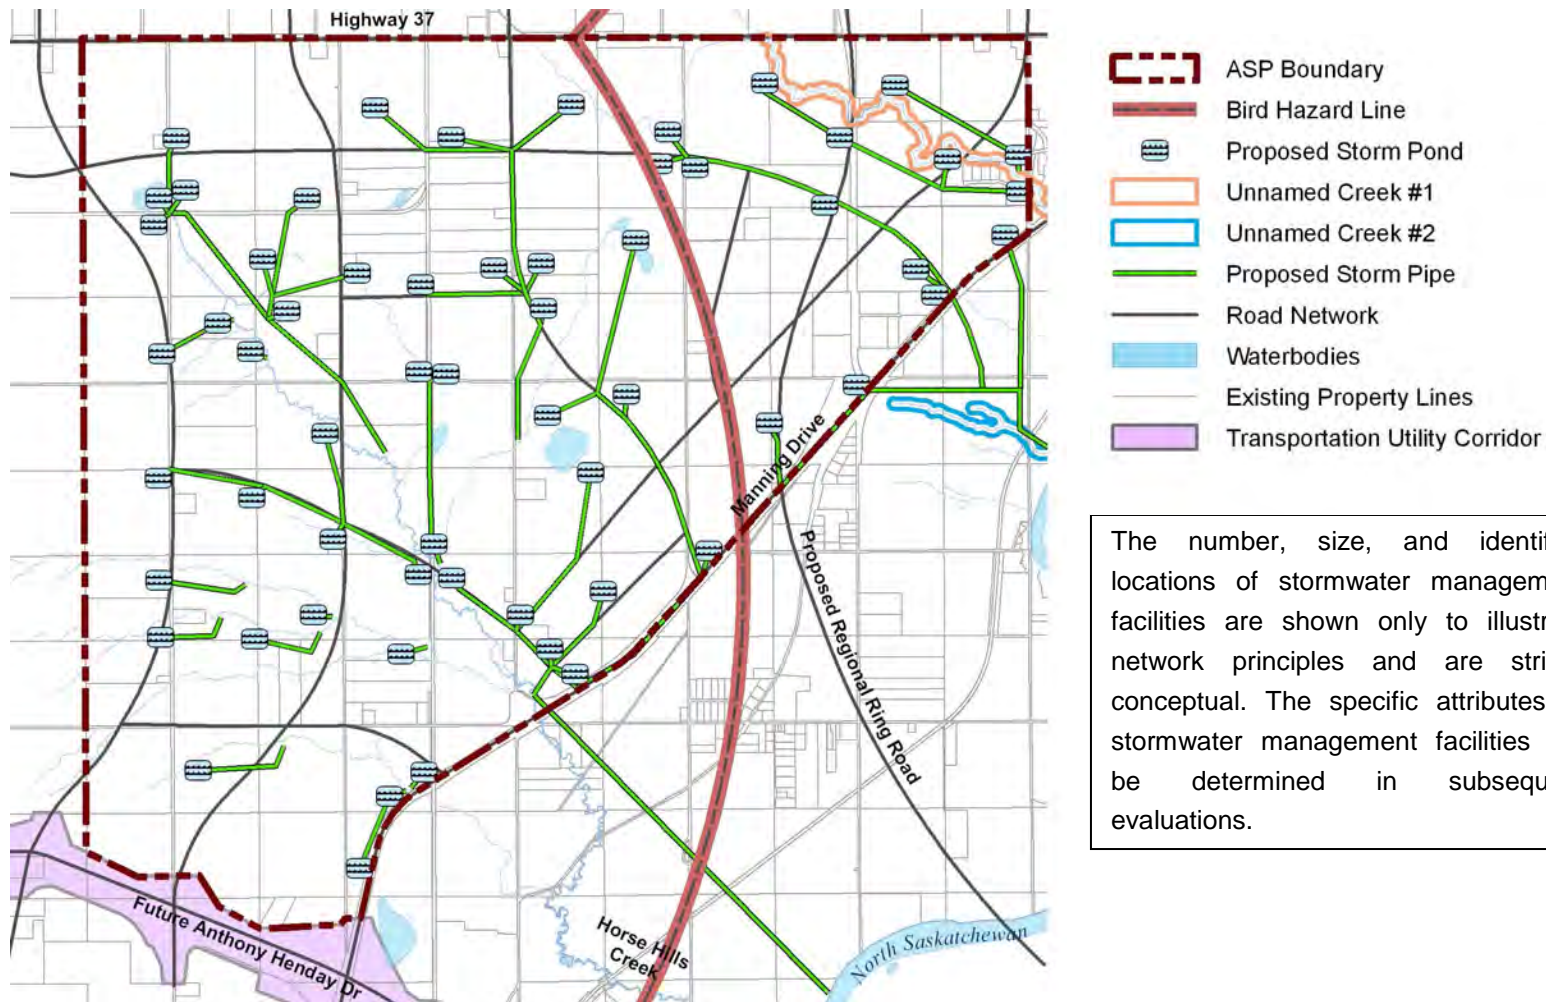 Highway 37
Manning Drive
Proposed Regional Ring Road
Future Anthony Henday Dr
Horse Hills
Creek
North Saskatchewan
ASP Boundary
Bird Hazard Line
Proposed Storm Pond
Unnamed Creek #1
Unnamed Creek #2
Proposed Storm Pipe
Road Network
Waterbodies
Existing Property Lines
Transportation Utility Corridor
The number, size, and identif
locations of stormwater managem
facilities are shown only to illustr
network principles and are stri
conceptual. The specific attributes
stormwater management facilities
be determined in subsequ
evaluations.